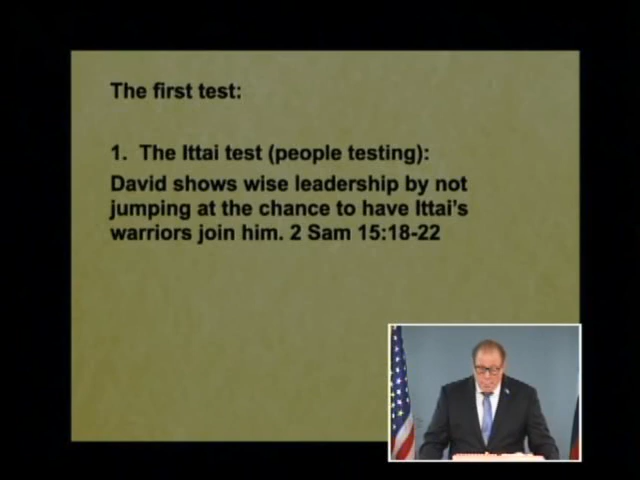 The first test:
1. The Ittai test (people testing):
David shows wise leadership by not
jumping at the chance to have Ittai's
warriors join him. 2 Sam 15:18-22